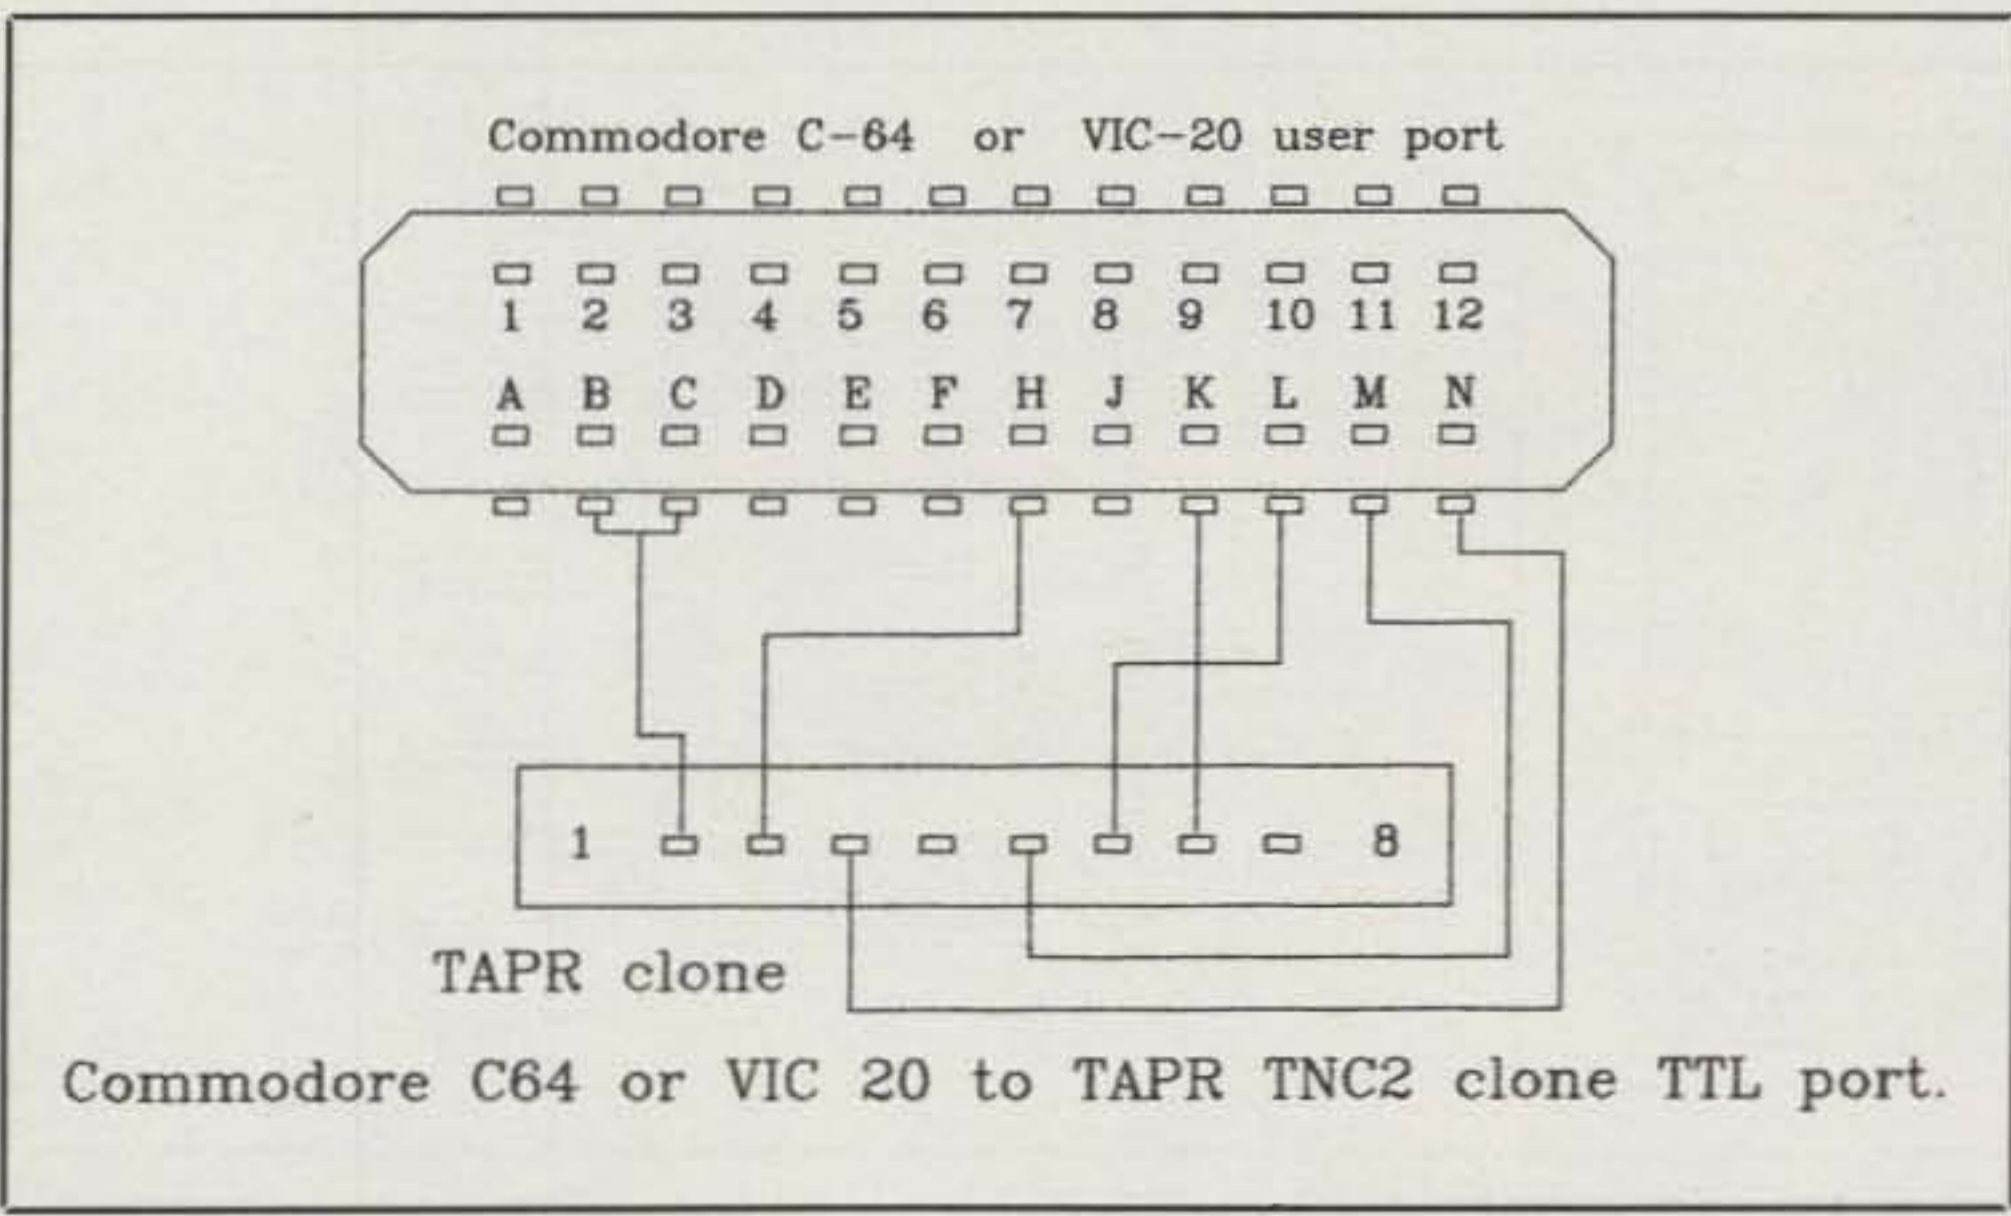 Commodore C-64 or VIC-20 user port
1 2 3 4 5 6 7 8 9 10 11 12
A B C D E F H J K L M N
1 8
TAPR clone
Commodore C64 or VIC 20 to TAPR TNC2 clone TTL port.